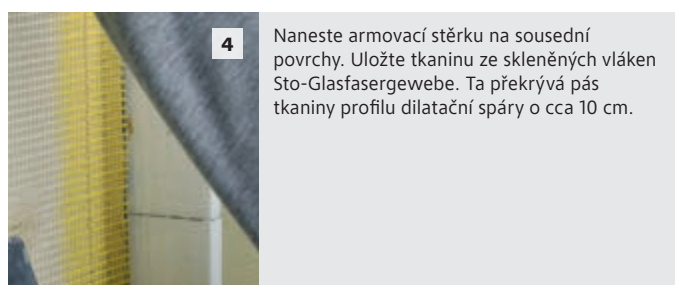 4
Naneste armovací stěrku na sousední
povrchy. Uložte tkaninu ze skleněných vláken
Sto-Glasfasergewebe. Ta překrývá pás
tkaniny profilu dilatační spáry o cca 10 cm.